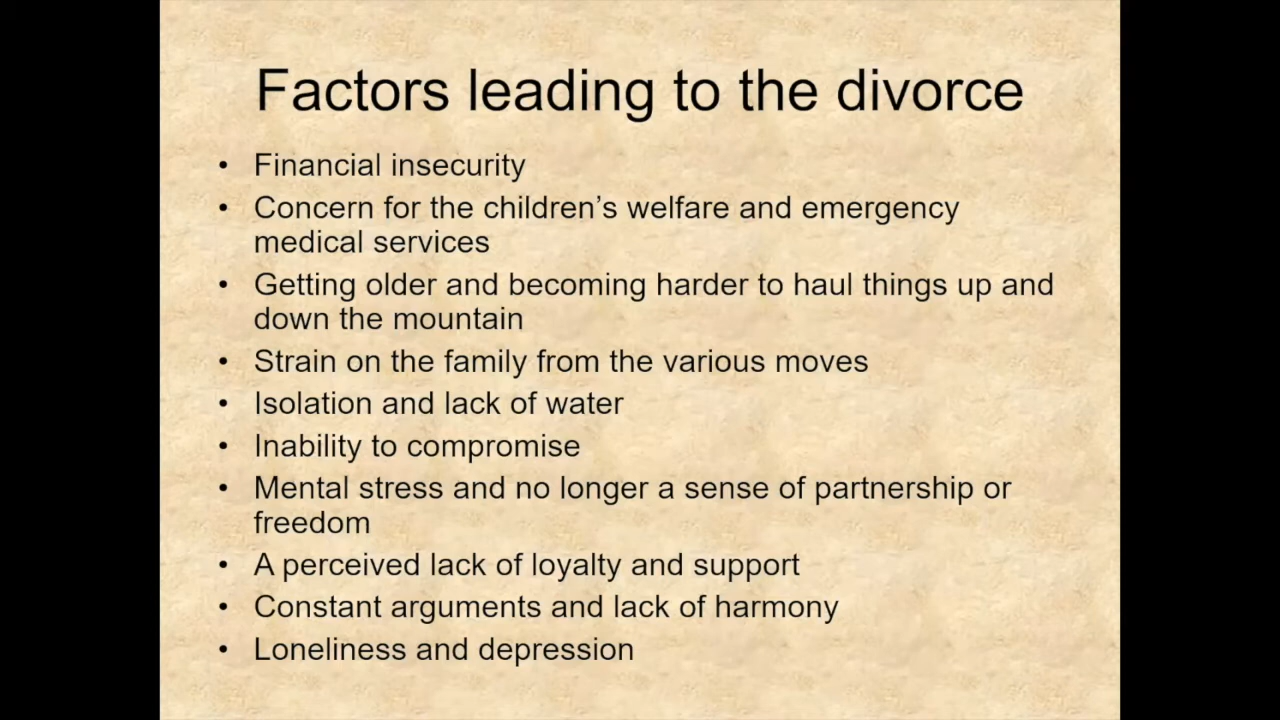 Factors leading to the divorce
• Financial insecurity
• Concern for the children’s welfare and emergency
medical services
• Getting older and becoming harder to haul things up and
down the mountain
• Strain on the family from the various moves
• Isolation and lack of water
• Inability to compromise
• Mental stress and no longer a sense of partnership or
freedom
• A perceived lack of loyalty and support
• Constant arguments and lack of harmony
• Loneliness and depression